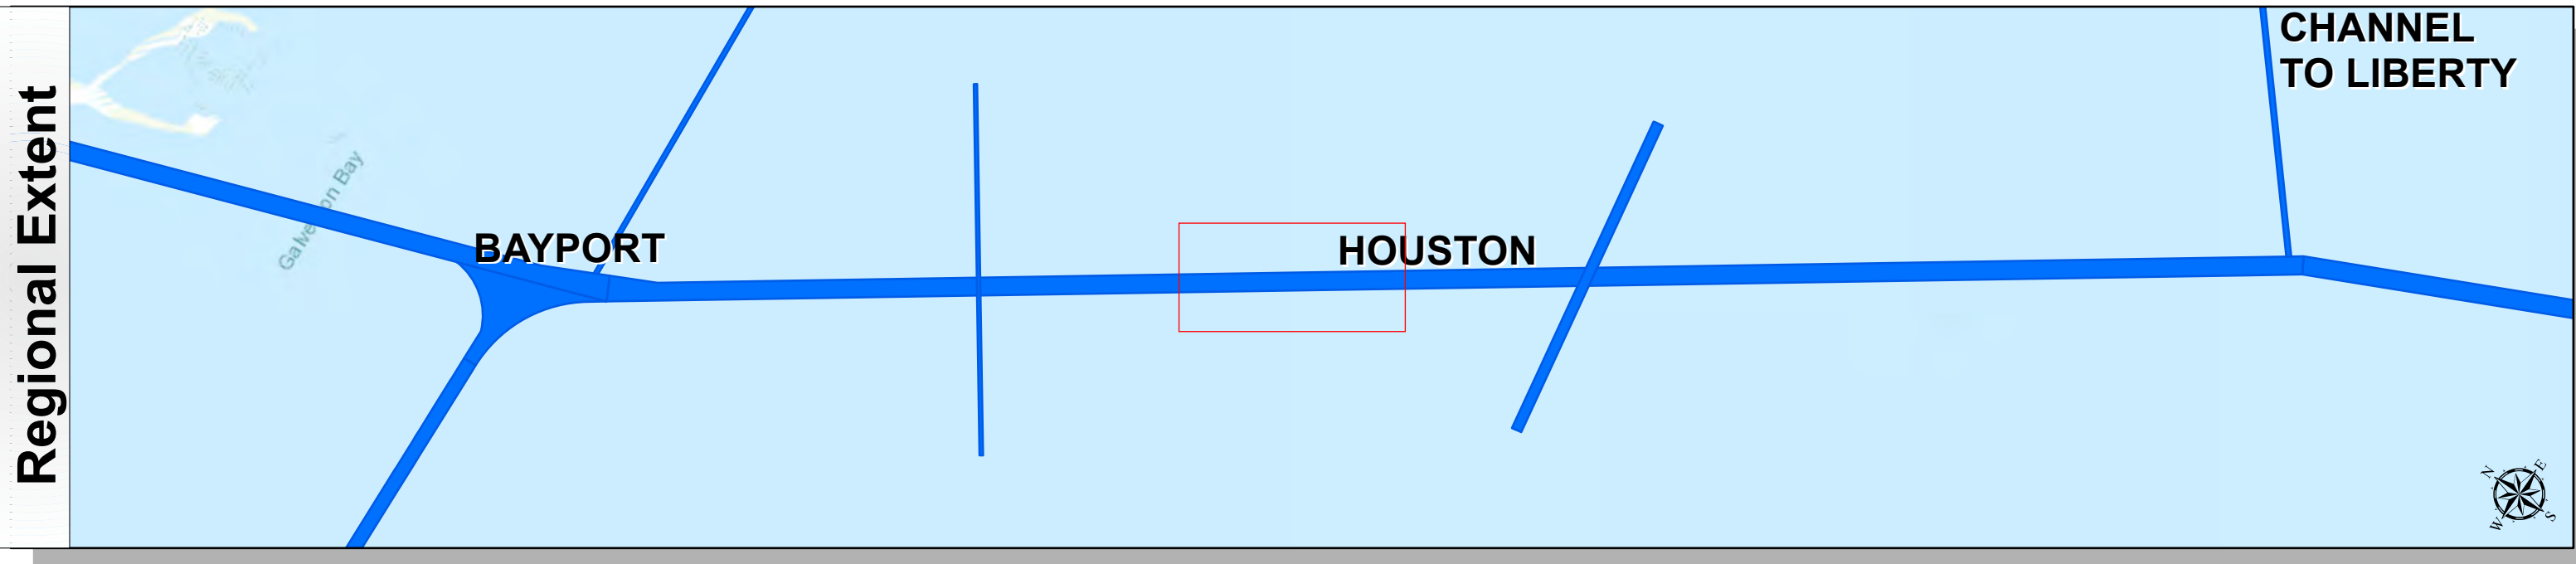 Regional Extent
Galveston Bay
BAYPORT
HOUSTON
CHANNEL
TO LIBERTY
N
E
W
S